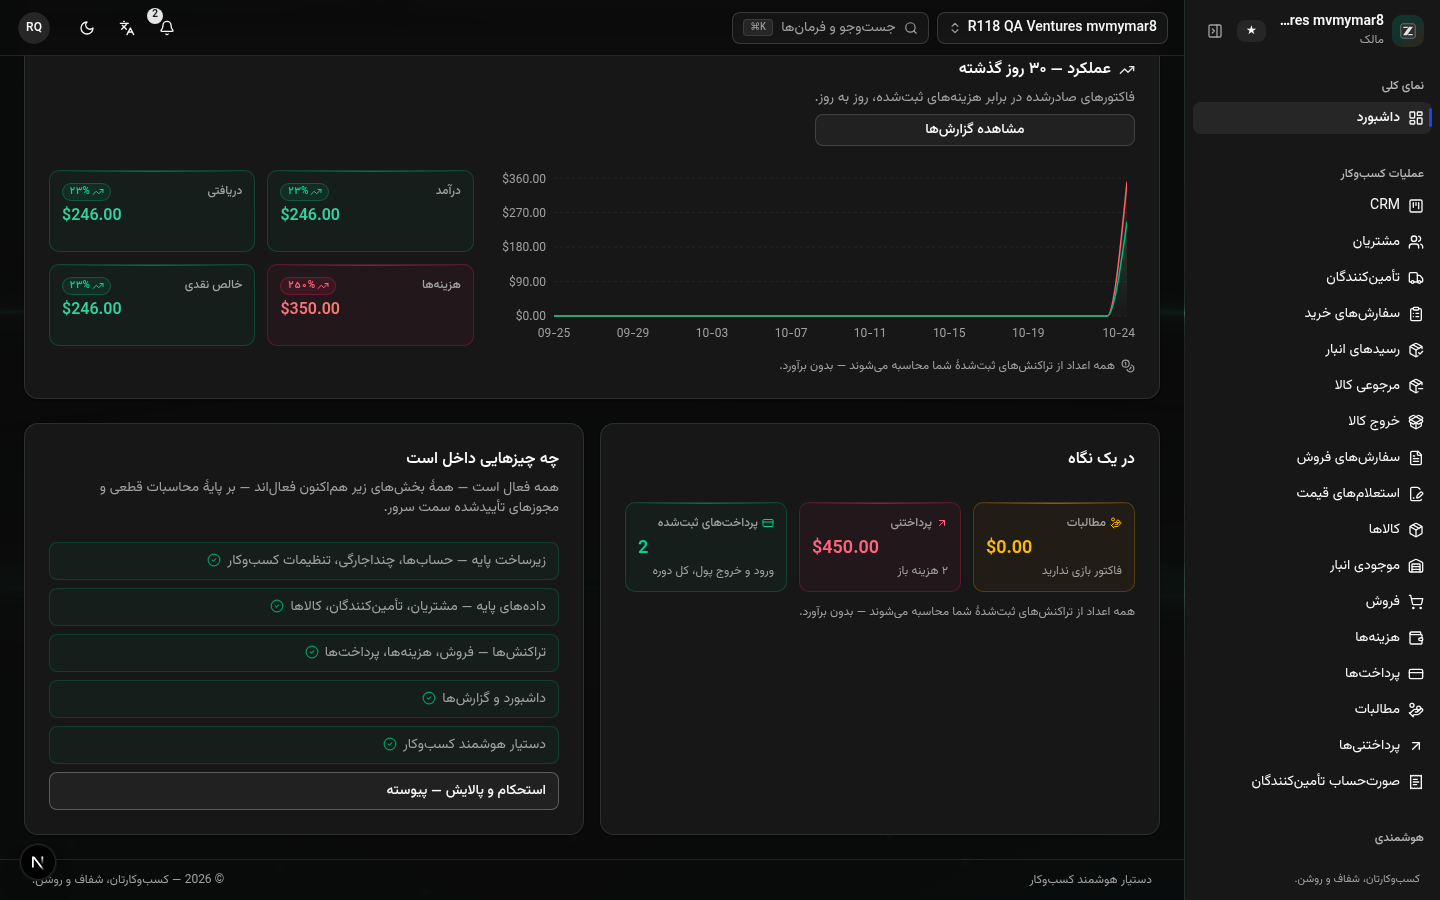 …res mvmymar8
مالک
نمای کلی
داشبورد
عملیات کسب‌وکار
CRM
مشتریان
تأمین‌کنندگان
سفارش‌های خرید
رسیدهای انبار
مرجوعی کالا
خروج کالا
سفارش‌های فروش
استعلام‌های قیمت
کالاها
موجودی انبار
فروش
هزینه‌ها
پرداخت‌ها
مطالبات
پرداختنی‌ها
صورت‌حساب تأمین‌کنندگان
هوشمندی
کسب‌وکارتان، شفاف و روشن.
R118 QA Ventures mvmymar8
جست‌وجو و فرمان‌ها
⌘K
2
RQ
عملکرد — ۳۰ روز گذشته
فاکتورهای صادرشده در برابر هزینه‌های ثبت‌شده، روز به روز.
مشاهده گزارش‌ها
$360.00
$270.00
$180.00
$90.00
$0.00
09-25 09-29 10-03 10-07 10-11 10-15 10-19 10-24
درآمد
۲۳%
$246.00
دریافتی
۲۳%
$246.00
هزینه‌ها
۲۵۰%
$350.00
خالص نقدی
۲۳%
$246.00
همه اعداد از تراکنش‌های ثبت‌شدهٔ شما محاسبه می‌شوند — بدون برآورد.
در یک نگاه
مطالبات
$0.00
فاکتور بازی ندارید
پرداختنی
$450.00
۲ هزینه باز
پرداخت‌های ثبت‌شده
2
ورود و خروج پول، کل دوره
همه اعداد از تراکنش‌های ثبت‌شدهٔ شما محاسبه می‌شوند — بدون برآورد.
چه چیزهایی داخل است
همه فعال است — همهٔ بخش‌های زیر هم‌اکنون فعال‌اند — بر پایهٔ محاسبات قطعی و
مجوزهای تأییدشده سمت سرور.
زیرساخت پایه — حساب‌ها، چنداجارگی، تنظیمات کسب‌وکار
داده‌های پایه — مشتریان، تأمین‌کنندگان، کالاها
تراکنش‌ها — فروش، هزینه‌ها، پرداخت‌ها
داشبورد و گزارش‌ها
دستیار هوشمند کسب‌وکار
استحکام و پالایش — پیوسته
دستیار هوشمند کسب‌وکار
© 2026 — کسب‌وکارتان، شفاف و روشن.
N